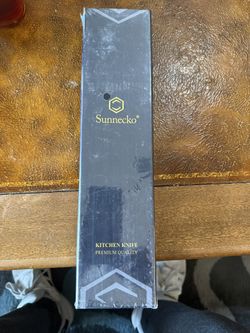 Sunnecko®
KITCHEN KNIFE
PREMIUM QUALITY